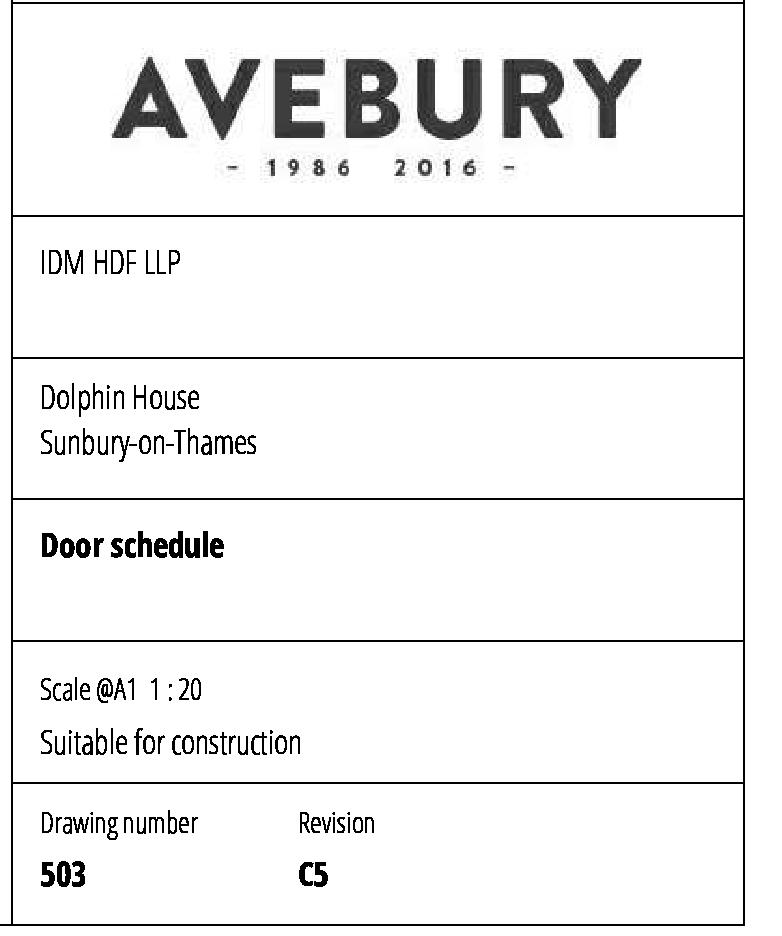 AVEBURY
- 1986 2016 -
IDM HDF LLP
Dolphin House
Sunbury-on-Thames
Door schedule
Scale @A1 1 : 20
Suitable for construction
Drawing number Revision
503 C5